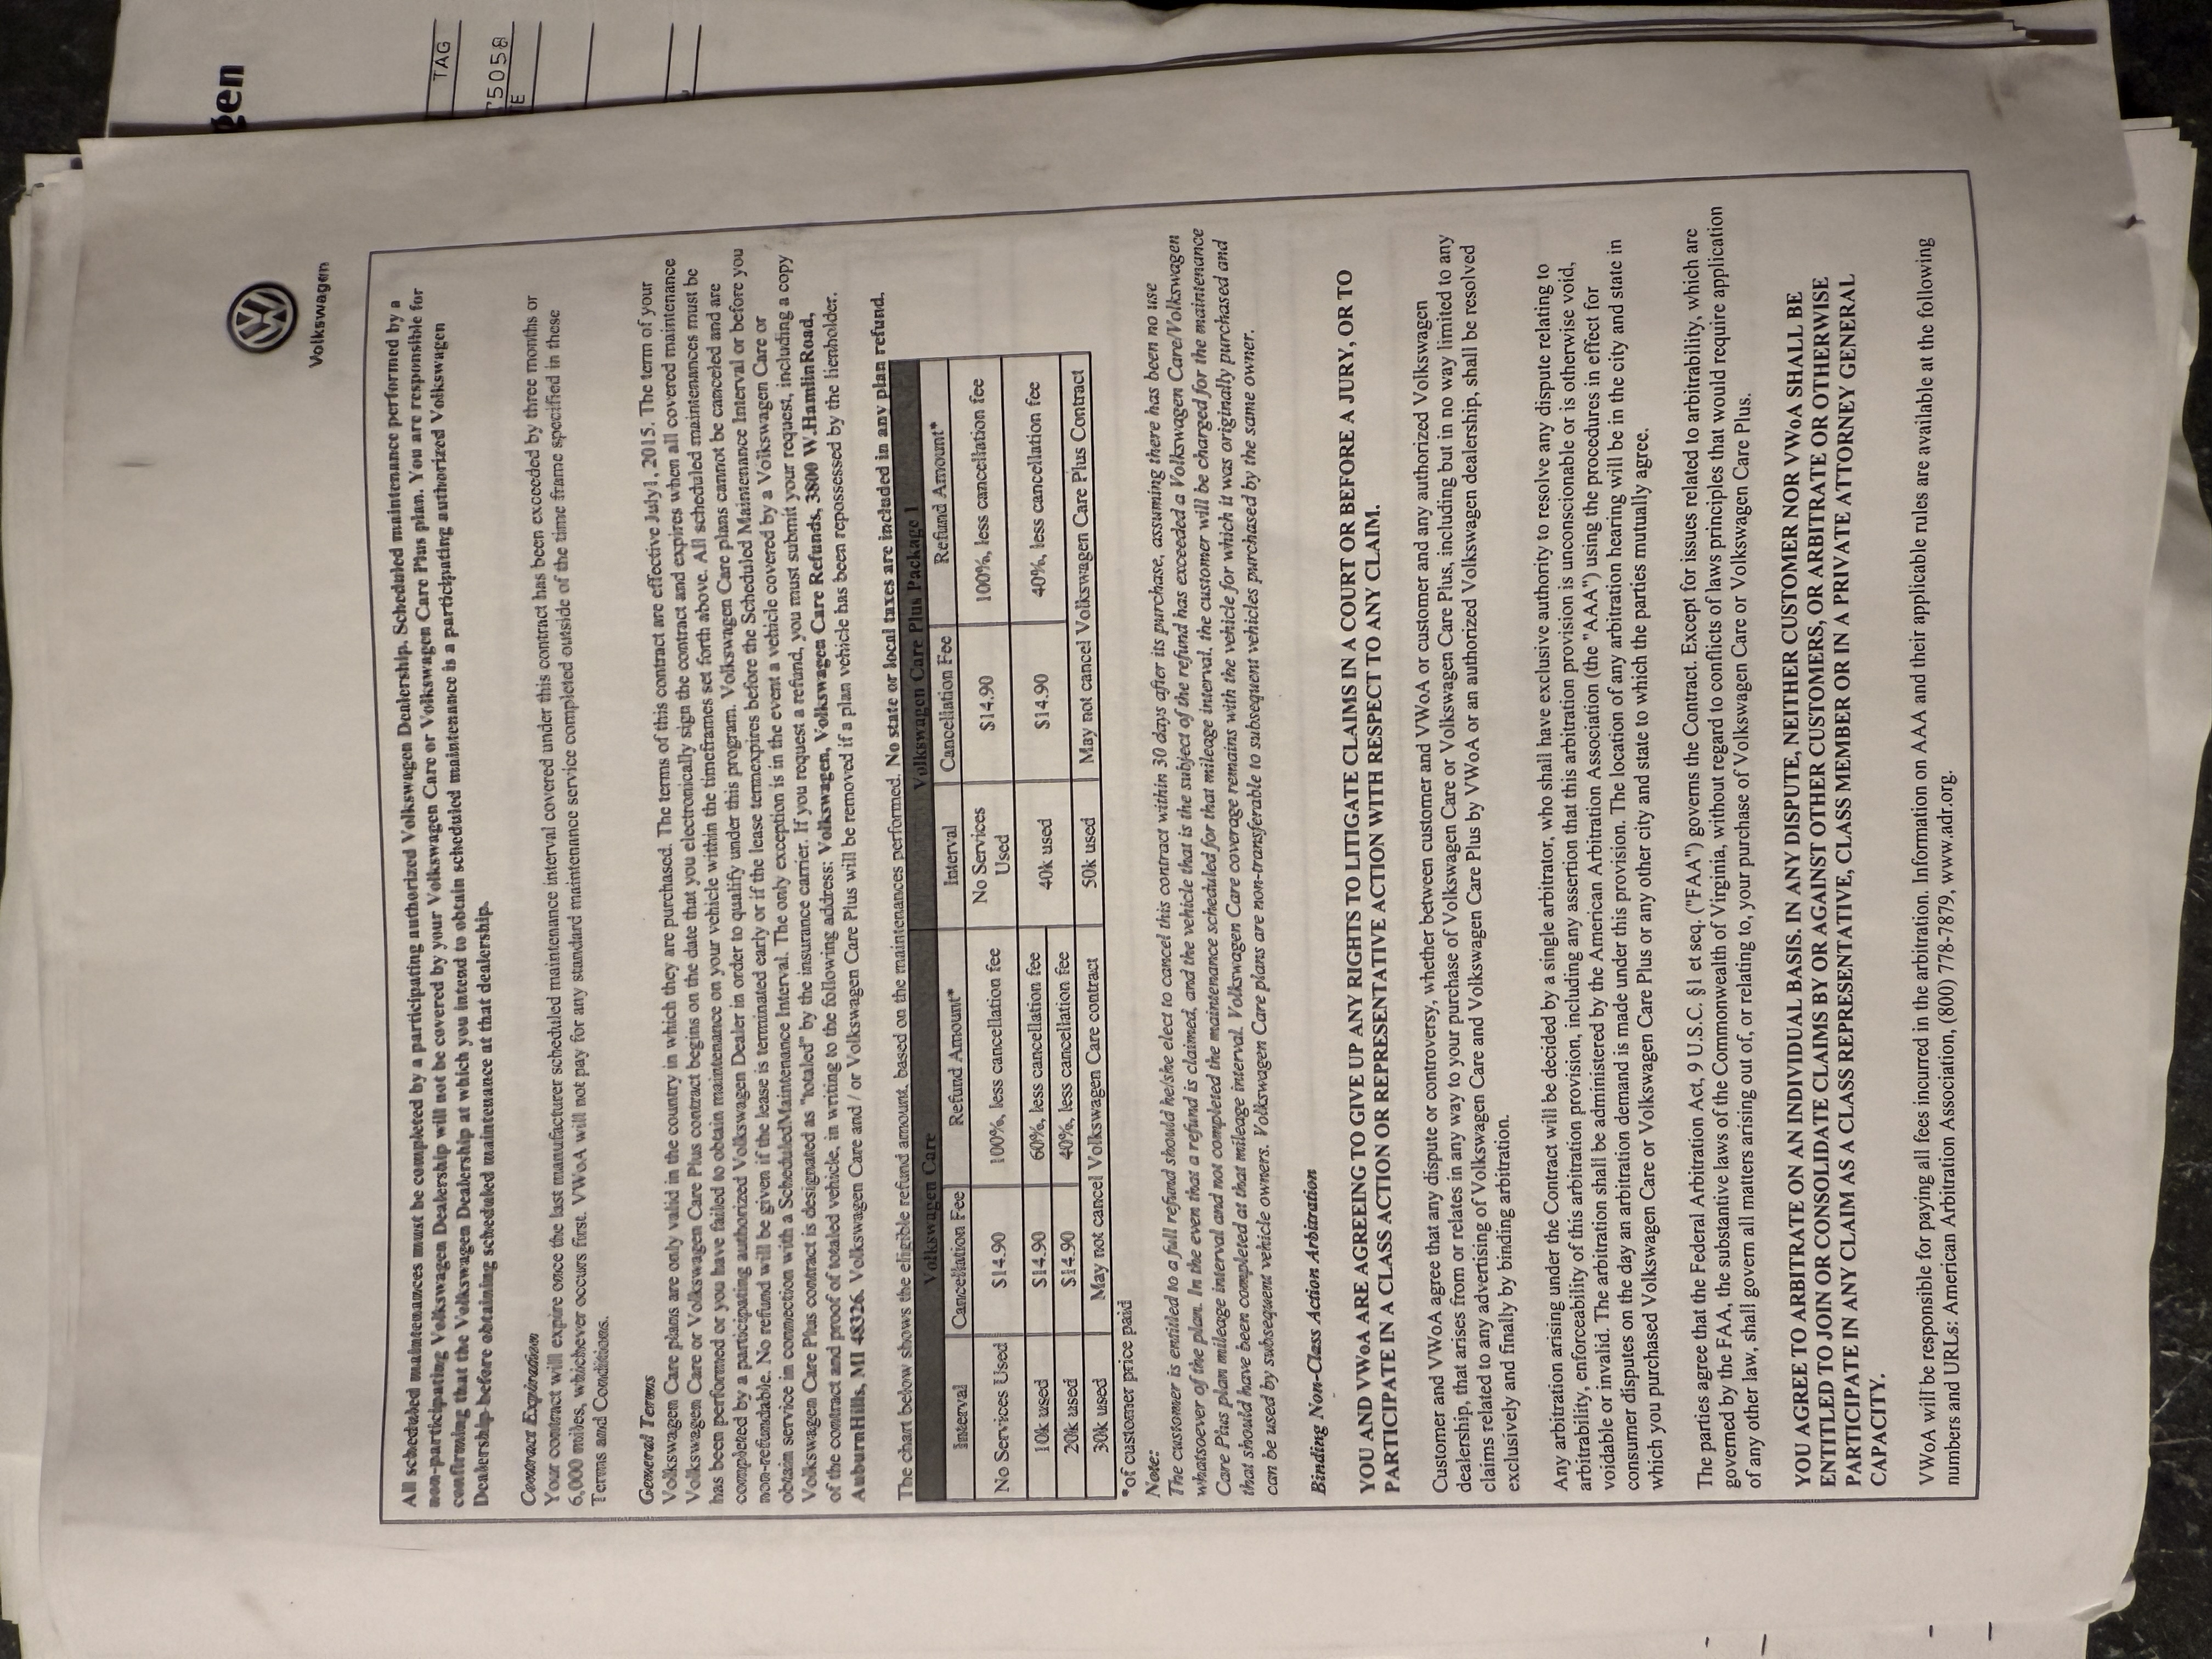 Volkswagen
gen
TAG
5058
E
All scheduled maintenances must be completed by a participating authorized Volkswagen Dealership. Scheduled maintenance performed by a
non-participating Volkswagen Dealership will not be covered by your Volkswagen Care or Volkswagen Care Plus plan. You are responsible for
confirming that the Volkswagen Dealership at which you intend to obtain scheduled maintenance is a participating authorized Volkswagen
Dealership before obtaining scheduled maintenance at that dealership.
Contract Expiration
Your contract will expire once the last manufacturer scheduled maintenance interval covered under this contract has been exceeded by three months or
6,000 miles, whichever occurs first. VWoA will not pay for any standard maintenance service completed outside of the time frame specified in these
Terms and Conditions.
General Terms
Volkswagen Care plans are only valid in the country in which they are purchased. The terms of this contract are effective July1, 2015. The term of your
Volkswagen Care or Volkswagen Care Plus contract begins on the date that you electronically sign the contract and expires when all covered maintenance
has been performed or you have failed to obtain maintenance on your vehicle within the timeframes set forth above. All scheduled maintenances must be
completed by a participating authorized Volkswagen Dealer in order to qualify under this program. Volkswagen Care plans cannot be canceled and are
non-refundable. No refund will be given if the lease is terminated early or if the lease termexpires before the Scheduled Maintenance Interval or before you
obtain service in connection with a ScheduledMaintenance Interval. The only exception is in the event a vehicle covered by a Volkswagen Care or
Volkswagen Care Plus contract is designated as "totaled" by the insurance carrier. If you request a refund, you must submit your request, including a copy
of the contract and proof of totaled vehicle, in writing to the following address: Volkswagen, Volkswagen Care Refunds, 3800 W.HamlinRoad,
AuburnHills, MI 48326. Volkswagen Care and / or Volkswagen Care Plus will be removed if a plan vehicle has been repossessed by the lienholder.
The chart below shows the eligible refund amount, based on the maintenances performed. No state or local taxes are included in any plan refund.
Volkswagen Care Volkswagen Care Plus Package 1
Interval Cancellation Fee Refund Amount* Interval Cancellation Fee Refund Amount*
No Services Used $14.90 100%, less cancellation fee No Services Used $14.90 100%, less cancellation fee
10k used $14.90 60%, less cancellation fee 40k used $14.90 40%, less cancellation fee
20k used $14.90 40%, less cancellation fee
30k used May not cancel Volkswagen Care contract 50k used May not cancel Volkswagen Care Plus Contract
*of customer price paid
Note:
The customer is entitled to a full refund should he/she elect to cancel this contract within 30 days after its purchase, assuming there has been no use
whatsoever of the plan. In the even that a refund is claimed, and the vehicle that is the subject of the refund has exceeded a Volkswagen Care/Volkswagen
Care Plus plan mileage interval and not completed the maintenance scheduled for that mileage interval, the customer will be charged for the maintenance
that should have been completed at that mileage interval. Volkswagen Care coverage remains with the vehicle for which it was originally purchased and
can be used by subsequent vehicle owners. Volkswagen Care plans are non-transferable to subsequent vehicles purchased by the same owner.
Binding Non-Class Action Arbitration
YOU AND VWoA ARE AGREEING TO GIVE UP ANY RIGHTS TO LITIGATE CLAIMS IN A COURT OR BEFORE A JURY, OR TO
PARTICIPATE IN A CLASS ACTION OR REPRESENTATIVE ACTION WITH RESPECT TO ANY CLAIM.
Customer and VWoA agree that any dispute or controversy, whether between customer and VWoA or customer and any authorized Volkswagen
dealership, that arises from or relates in any way to your purchase of Volkswagen Care or Volkswagen Care Plus, including but in no way limited to any
claims related to any advertising of Volkswagen Care and Volkswagen Care Plus by VWoA or an authorized Volkswagen dealership, shall be resolved
exclusively and finally by binding arbitration.
Any arbitration arising under the Contract will be decided by a single arbitrator, who shall have exclusive authority to resolve any dispute relating to
arbitrability, enforceability of this arbitration provision, including any assertion that this arbitration provision is unconscionable or is otherwise void,
voidable or invalid. The arbitration shall be administered by the American Arbitration Association (the "AAA") using the procedures in effect for
consumer disputes on the day an arbitration demand is made under this provision. The location of any arbitration hearing will be in the city and state in
which you purchased Volkswagen Care or Volkswagen Care Plus or any other city and state to which the parties mutually agree.
The parties agree that the Federal Arbitration Act, 9 U.S.C. §1 et seq. ("FAA") governs the Contract. Except for issues related to arbitrability, which are
governed by the FAA, the substantive laws of the Commonwealth of Virginia, without regard to conflicts of laws principles that would require application
of any other law, shall govern all matters arising out of, or relating to, your purchase of Volkswagen Care or Volkswagen Care Plus.
YOU AGREE TO ARBITRATE ON AN INDIVIDUAL BASIS. IN ANY DISPUTE, NEITHER CUSTOMER NOR VWoA SHALL BE
ENTITLED TO JOIN OR CONSOLIDATE CLAIMS BY OR AGAINST OTHER CUSTOMERS, OR ARBITRATE OR OTHERWISE
PARTICIPATE IN ANY CLAIM AS A CLASS REPRESENTATIVE, CLASS MEMBER OR IN A PRIVATE ATTORNEY GENERAL
CAPACITY.
VWoA will be responsible for paying all fees incurred in the arbitration. Information on AAA and their applicable rules are available at the following
numbers and URLs: American Arbitration Association, (800) 778-7879, www.adr.org.